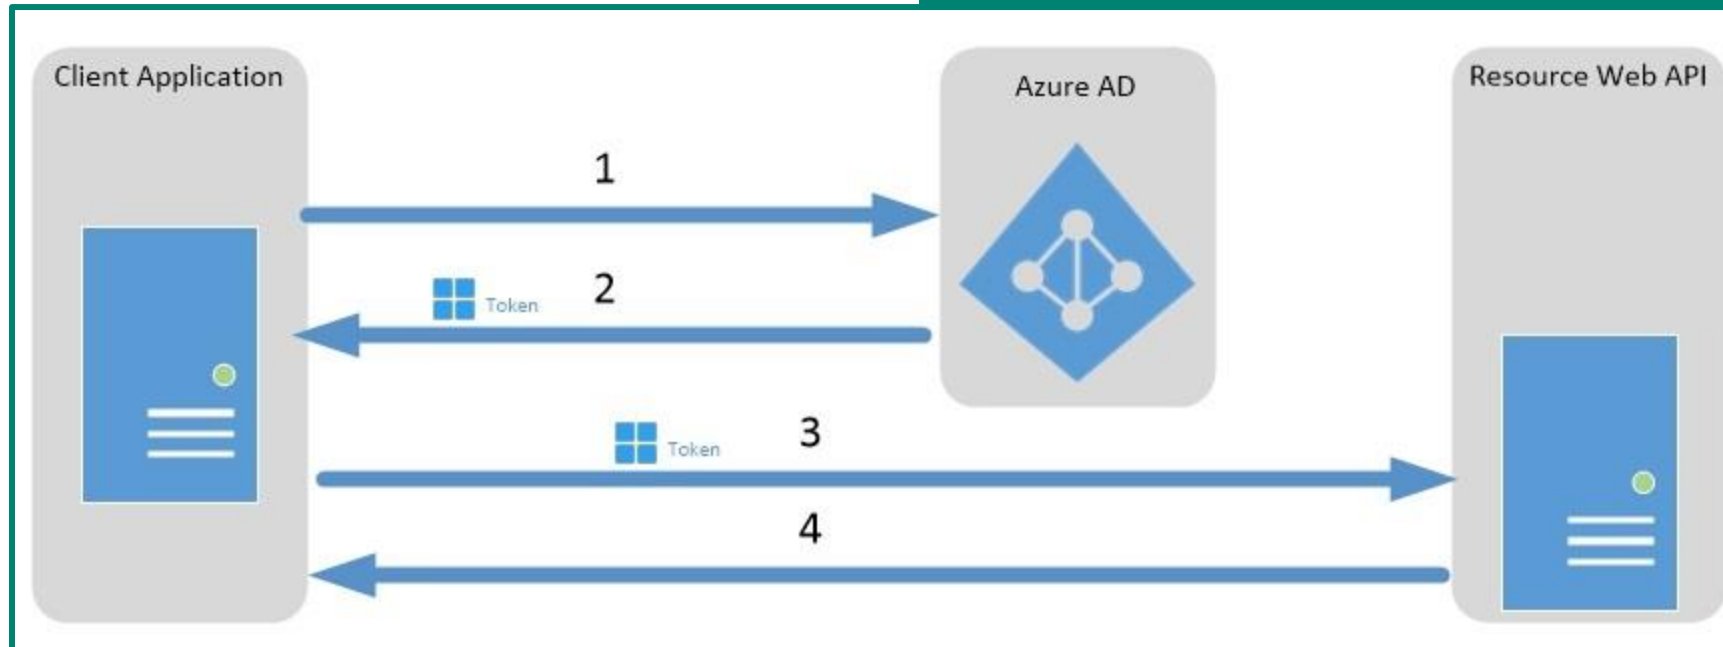 Client Application
Azure AD
Resource Web API
1
Token
2
Token
3
4